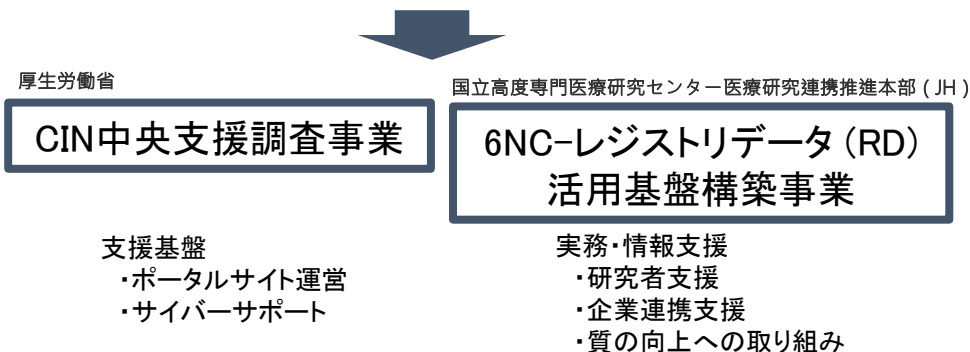 厚生労働省
CIN中央支援調査事業
支援基盤
・ポータルサイト運営
・サイバーサポート
国立高度専門医療研究センター医療研究連携推進本部（JH）
6NC-レジストリデータ（RD）
活用基盤構築事業
実務・情報支援
・研究者支援
・企業連携支援
・質の向上への取り組み